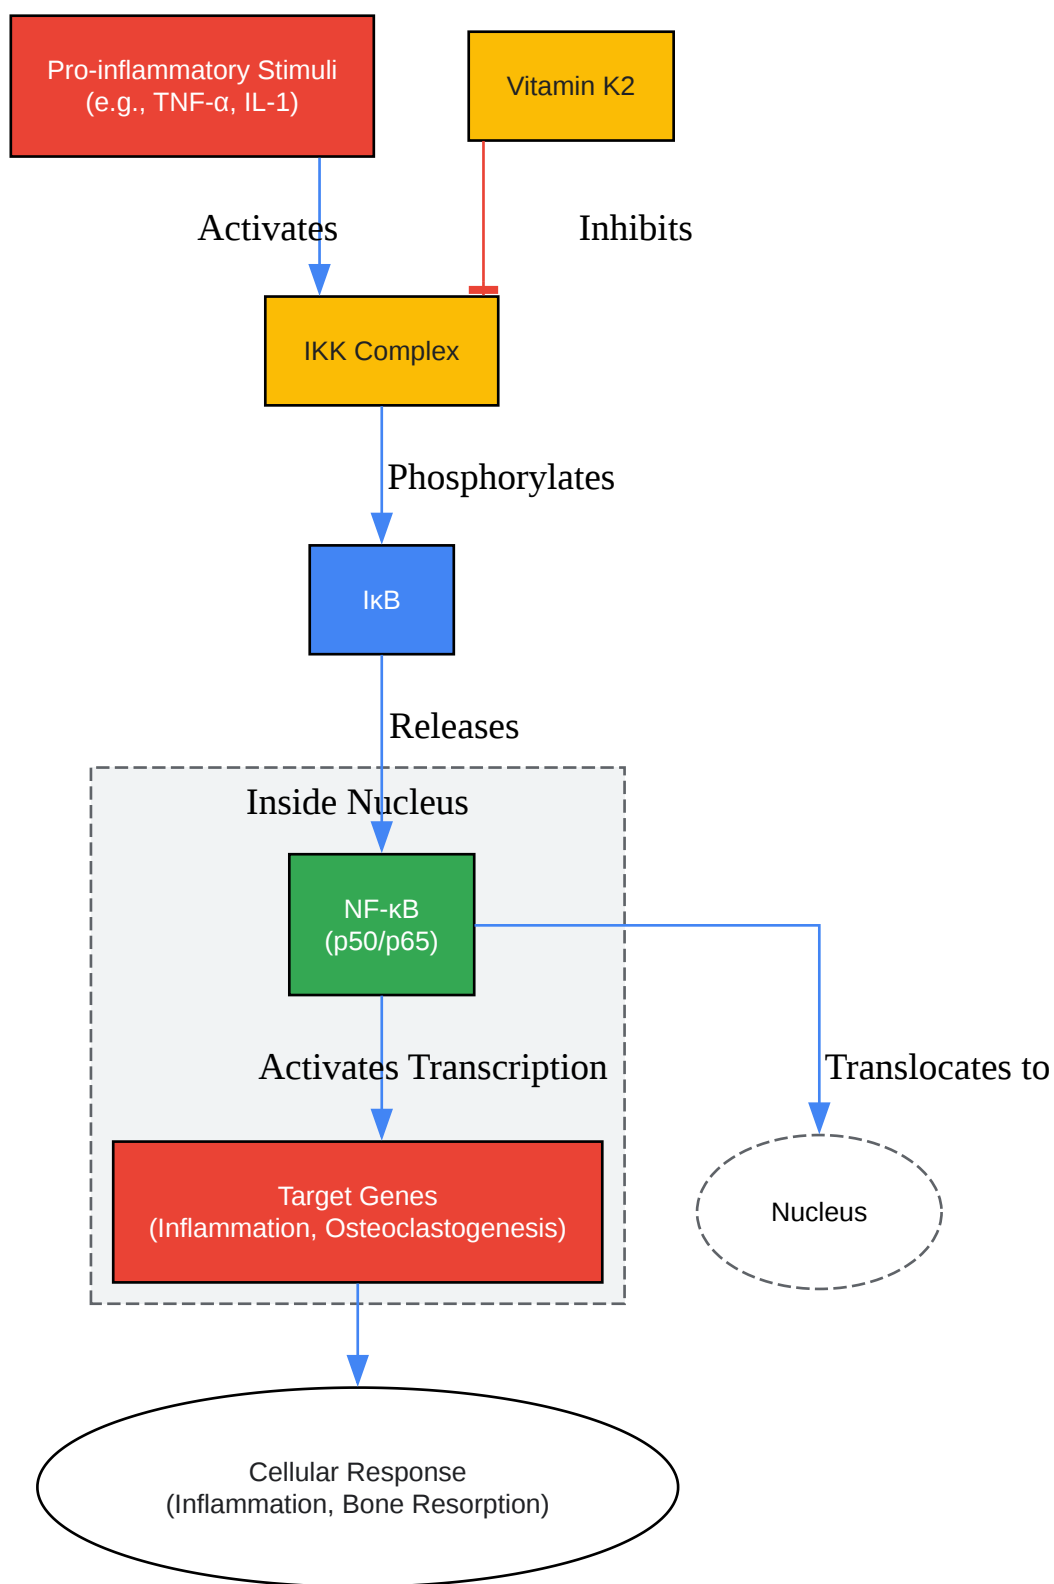 Pro-inflammatory Stimuli
(e.g., TNF-α, IL-1)
Vitamin K2
Activates
Inhibits
IKK Complex
Phosphorylates
IκB
Releases
Inside Nucleus
NF-κB
(p50/p65)
Activates Transcription
Translocates to
Target Genes
(Inflammation, Osteoclastogenesis)
Nucleus
Cellular Response
(Inflammation, Bone Resorption)